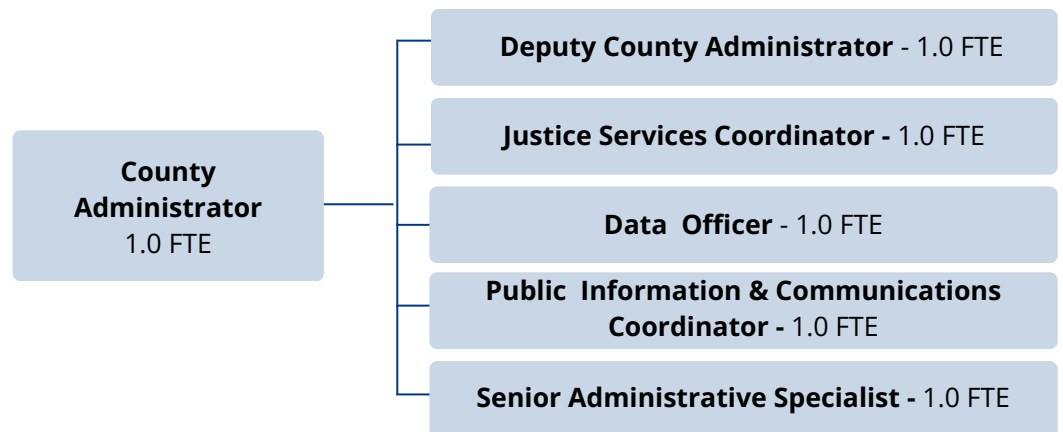 County
Administrator
1.0 FTE
Deputy County Administrator - 1.0 FTE
Justice Services Coordinator - 1.0 FTE
Data Officer - 1.0 FTE
Public Information & Communications
Coordinator - 1.0 FTE
Senior Administrative Specialist - 1.0 FTE